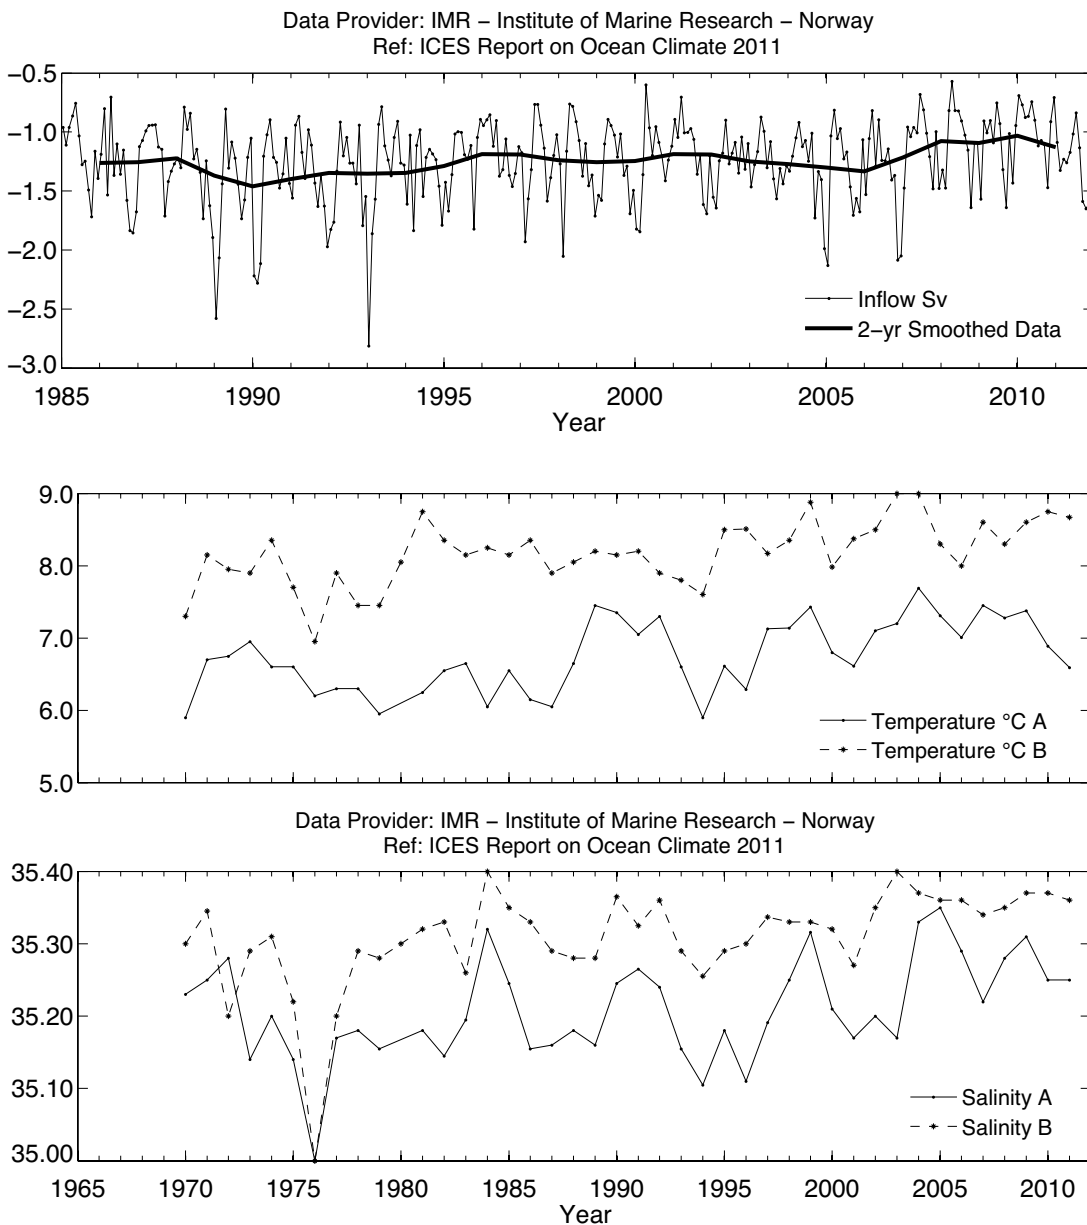 Data Provider: IMR − Institute of Marine Research − Norway
Ref: ICES Report on Ocean Climate 2011
−0.5
−1.0
−1.5
−2.0
−2.5
−3.0
Inflow Sv
2−yr Smoothed Data
1985 1990 1995 2000 2005 2010
Year
9.0
8.0
7.0
6.0
5.0
Temperature °C A
Temperature °C B
Data Provider: IMR − Institute of Marine Research − Norway
Ref: ICES Report on Ocean Climate 2011
35.40
35.30
35.20
35.10
35.00
Salinity A
Salinity B
1965 1970 1975 1980 1985 1990 1995 2000 2005 2010
Year